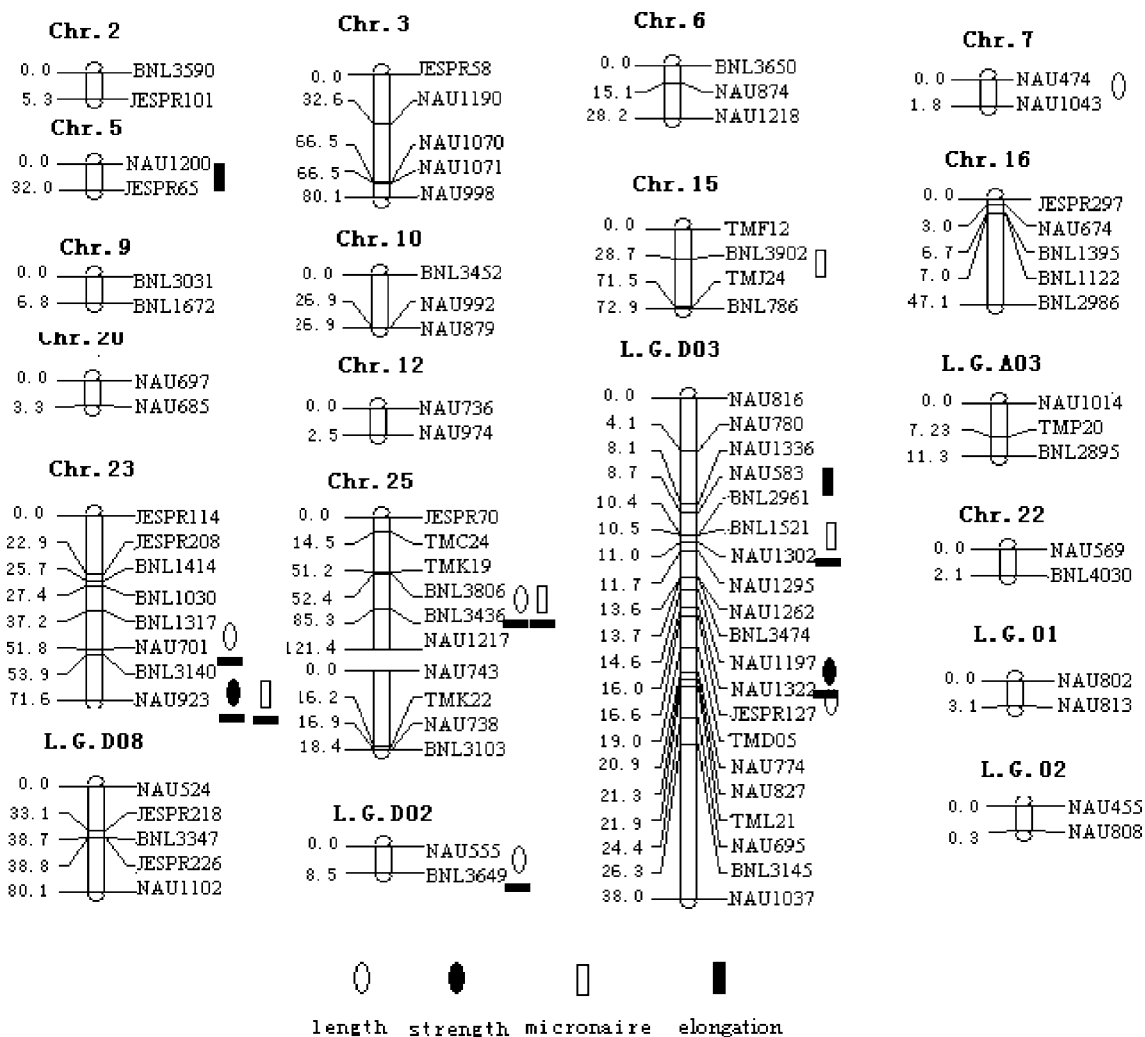 Chr.2
0.0 BNL3590
5.3 JESPR101
Chr.5
0.0 NAU1200
32.0 JESPR65
Chr.9
0.0 BNL3031
6.8 BNL1672
Chr.20
0.0 NAU697
3.3 NAU685
Chr.23
0.0 JESPR114
22.9 JESPR208
25.7 BNL1414
27.4 BNL1030
37.2 BNL1317
51.8 NAU701
53.9 BNL3140
71.6 NAU923
L.G.D08
0.0 NAU524
33.1 JESPR218
38.7 BNL3347
38.8 JESPR226
80.1 NAU1102
Chr.3
0.0 JESPR58
32.6 NAU1190
66.5 NAU1070
66.5 NAU1071
80.1 NAU998
Chr.10
0.0 BNL3452
26.9 NAU992
26.9 NAU879
Chr.12
0.0 NAU736
2.5 NAU974
Chr.25
0.0 JESPR70
14.5 TMC24
51.2 TMK19
52.4 BNL3806
85.3 BNL3436
121.4 NAU1217
0.0 NAU743
16.2 TMK22
16.9 NAU738
18.4 BNL3103
L.G.D02
0.0 NAU555
8.5 BNL3649
Chr.6
0.0 BNL3650
15.1 NAU874
28.2 NAU1218
Chr.15
0.0 TMF12
28.7 BNL3902
71.5 TMJ24
72.9 BNL786
L.G.D03
0.0 NAU816
4.1 NAU780
8.1 NAU1336
8.7 NAU583
10.4 BNL2961
10.5 BNL1521
11.0 NAU1302
11.7 NAU1295
13.6 NAU1262
13.7 BNL3474
14.6 NAU1197
16.0 NAU1322
16.6 JESPR127
19.0 TMD05
20.9 NAU774
21.3 NAU827
21.9 TML21
24.4 NAU695
26.3 BNL3145
38.0 NAU1037
Chr.7
0.0 NAU474
1.8 NAU1043
Chr.16
0.0 JESPR297
3.0 NAU674
6.7 BNL1395
7.0 BNL1122
47.1 BNL2986
L.G.A03
0.0 NAU1014
7.23 TMP20
11.3 BNL2895
Chr.22
0.0 NAU569
2.1 BNL4030
L.G.01
0.0 NAU802
3.1 NAU813
L.G.02
0.0 NAU455
0.3 NAU808
length strength micronaire elongation